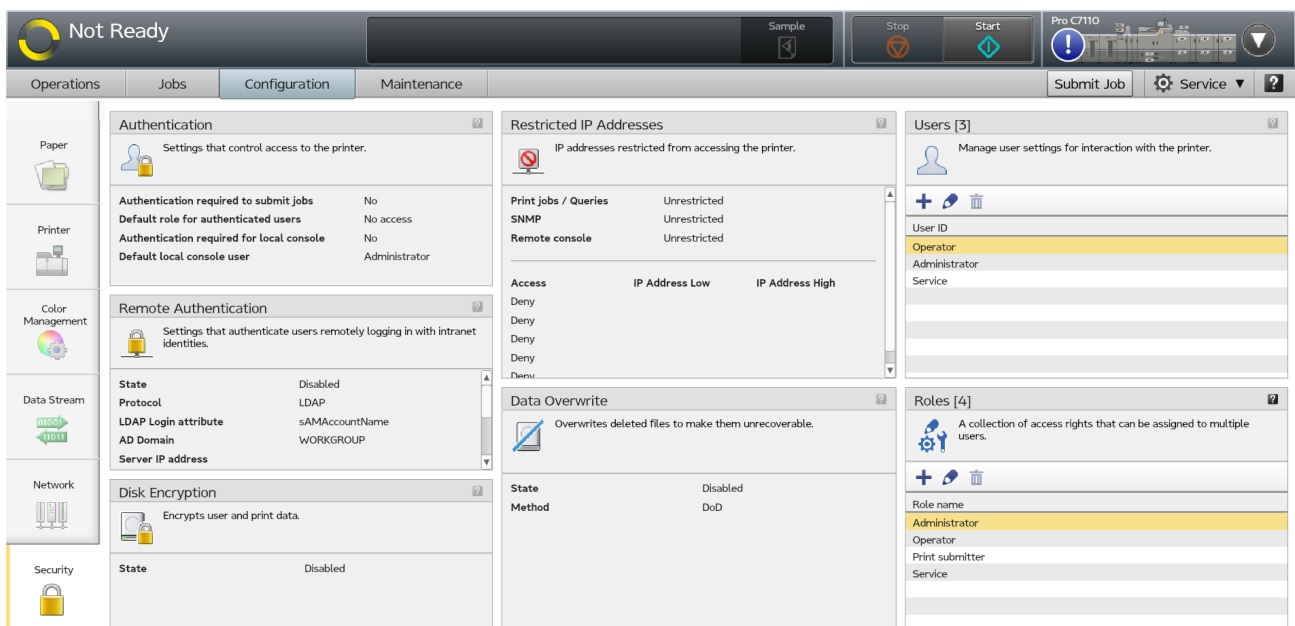 Not Ready
Sample
Stop
Start
Pro C7110
Operations
Jobs
Configuration
Maintenance
Submit Job
Service ▼
?
Paper
Printer
Color
Management
Data Stream
01001
11011
Network
Security
Authentication
?
Settings that control access to the printer.
Authentication required to submit jobs No
Default role for authenticated users No access
Authentication required for local console No
Default local console user Administrator
Remote Authentication
?
Settings that authenticate users remotely logging in with intranet
identities.
State Disabled
Protocol LDAP
LDAP Login attribute sAMAccountName
AD Domain WORKGROUP
Server IP address
Disk Encryption
?
Encrypts user and print data.
State Disabled
Restricted IP Addresses
?
IP addresses restricted from accessing the printer.
Print jobs / Queries Unrestricted
SNMP Unrestricted
Remote console Unrestricted
Access IP Address Low IP Address High
Deny
Deny
Deny
Deny
Deny
Data Overwrite
?
Overwrites deleted files to make them unrecoverable.
State Disabled
Method DoD
Users [3]
?
Manage user settings for interaction with the printer.
User ID
Operator
Administrator
Service
Roles [4]
?
A collection of access rights that can be assigned to multiple
users.
Role name
Administrator
Operator
Print submitter
Service